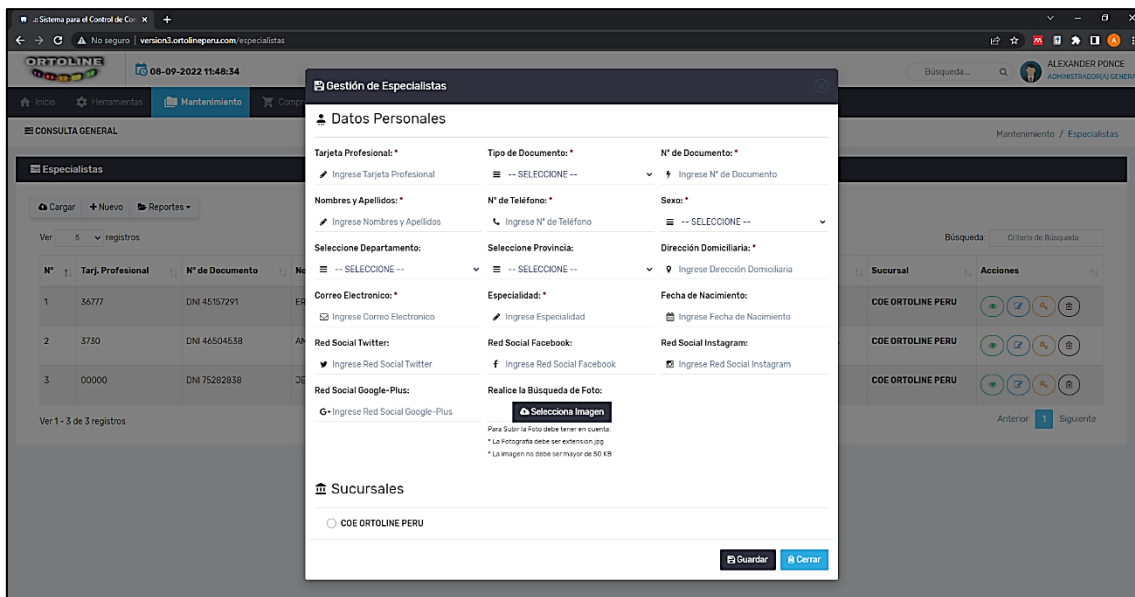 .: Sistema para el Control de Con
No seguro | version3.ortolineperu.com/especialistas
ORTOLINE
08-09-2022 11:48:34
Búsqueda...
ALEXANDER PONCE
ADMINISTRADOR(A) GENERA
Inicio Herramientas Mantenimiento Compr
CONSULTA GENERAL
Mantenimiento / Especialistas
Especialistas
Cargar Nuevo Reportes
Ver 5 registros
Búsqueda: Criterio de Búsqueda
N° Tarj. Profesional N° de Documento No Sucursal Acciones
1 36777 DNI 45157291 ER COE ORTOLINE PERU
2 3730 DNI 46504538 AN COE ORTOLINE PERU
3 00000 DNI 75282838 JE COE ORTOLINE PERU
Ver 1 - 3 de 3 registros
Anterior 1 Siguiente
Gestión de Especialistas
Datos Personales
Tarjeta Profesional: * Tipo de Documento: * N° de Documento: *
Ingrese Tarjeta Profesional -- SELECCIONE -- Ingrese N° de Documento
Nombres y Apellidos: * N° de Teléfono: * Sexo: *
Ingrese Nombres y Apellidos Ingrese N° de Teléfono -- SELECCIONE --
Seleccione Departamento: Seleccione Provincia: Dirección Domiciliaria: *
-- SELECCIONE -- -- SELECCIONE -- Ingrese Dirección Domiciliaria
Correo Electronico: * Especialidad: * Fecha de Nacimiento:
Ingrese Correo Electronico Ingrese Especialidad Ingrese Fecha de Nacimiento
Red Social Twitter: Red Social Facebook: Red Social Instagram:
Ingrese Red Social Twitter Ingrese Red Social Facebook Ingrese Red Social Instagram
Red Social Google-Plus: Realice la Búsqueda de Foto:
G+ Ingrese Red Social Google-Plus Selecciona Imagen
Para Subir la Foto debe tener en cuenta:
* La Fotografia debe ser extension jpg
* La imagen no debe ser mayor de 50 KB
Sucursales
COE ORTOLINE PERU
Guardar Cerrar